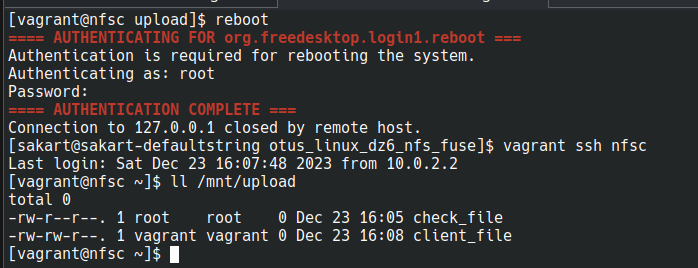 [vagrant@nfsc upload]$ reboot
==== AUTHENTICATING FOR org.freedesktop.login1.reboot ===
Authentication is required for rebooting the system.
Authenticating as: root
Password:
==== AUTHENTICATION COMPLETE ===
Connection to 127.0.0.1 closed by remote host.
[sakart@sakart-defaultstring otus_linux_dz6_nfs_fuse]$ vagrant ssh nfsc
Last login: Sat Dec 23 16:07:48 2023 from 10.0.2.2
[vagrant@nfsc ~]$ ll /mnt/upload
total 0
-rw-r--r--. 1 root    root    0 Dec 23 16:05 check_file
-rw-rw-r--. 1 vagrant vagrant 0 Dec 23 16:08 client_file
[vagrant@nfsc ~]$